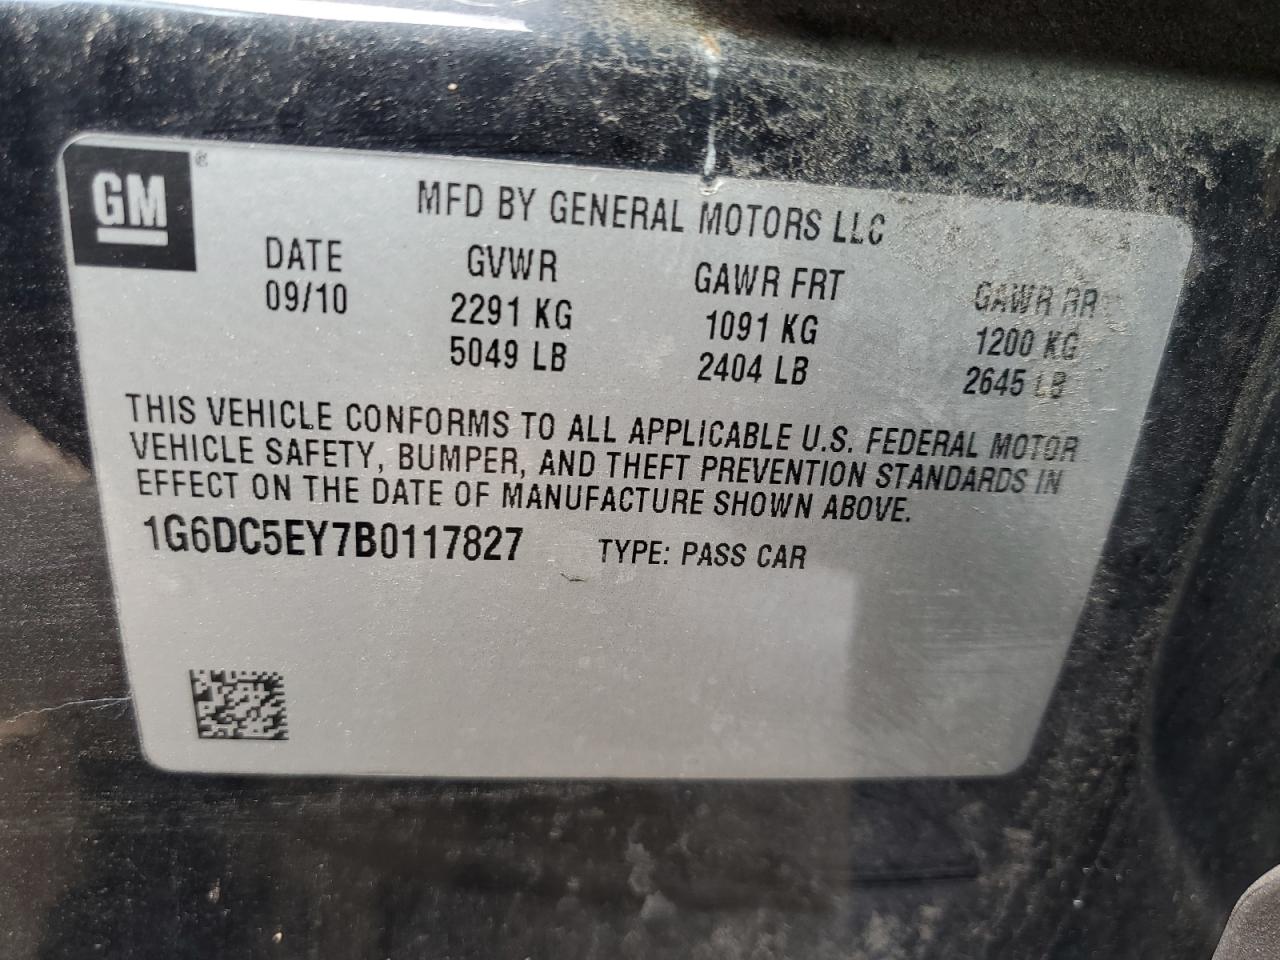 GM
MFD BY GENERAL MOTORS LLC
DATE GVWR GAWR FRT GAWR RR
09/10 2291 KG 1091 KG 1200 KG
5049 LB 2404 LB 2645 LB
THIS VEHICLE CONFORMS TO ALL APPLICABLE U.S. FEDERAL MOTOR
VEHICLE SAFETY, BUMPER, AND THEFT PREVENTION STANDARDS IN
EFFECT ON THE DATE OF MANUFACTURE SHOWN ABOVE.
1G6DC5EY7B0117827 TYPE: PASS CAR